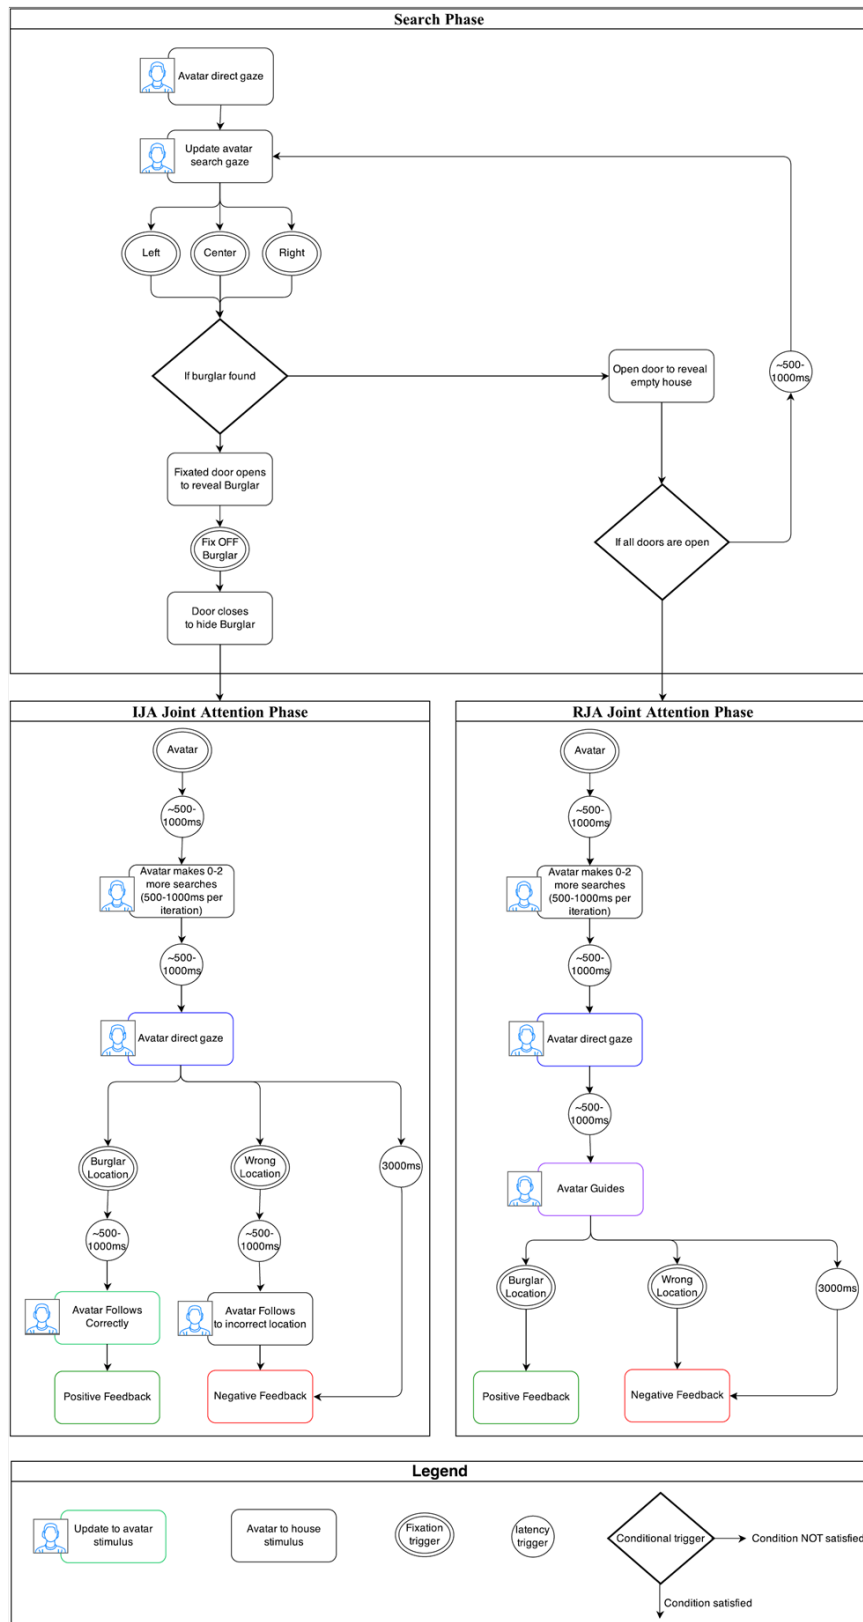 Search Phase
Avatar direct gaze
Update avatar
search gaze
Left
Center
Right
If burglar found
Open door to reveal
empty house
~500-
1000ms
Fixated door opens
to reveal Burglar
Fix OFF
Burglar
If all doors are open
Door closes
to hide Burglar
IJA Joint Attention Phase
Avatar
~500-
1000ms
Avatar makes 0-2
more searches
(500-1000ms per
iteration)
~500-
1000ms
Avatar direct gaze
Burglar
Location
Wrong
Location
3000ms
~500-
1000ms
~500-
1000ms
Avatar Follows
Correctly
Avatar Follows
to incorrect location
Positive Feedback
Negative Feedback
RJA Joint Attention Phase
Avatar
~500-
1000ms
Avatar makes 0-2
more searches
(500-1000ms per
iteration)
~500-
1000ms
Avatar direct gaze
~500-
1000ms
Avatar Guides
Burglar
Location
Wrong
Location
3000ms
Positive Feedback
Negative Feedback
Legend
Update to avatar
stimulus
Avatar to house
stimulus
Fixation
trigger
latency
trigger
Conditional trigger
Condition NOT satisfied
Condition satisfied